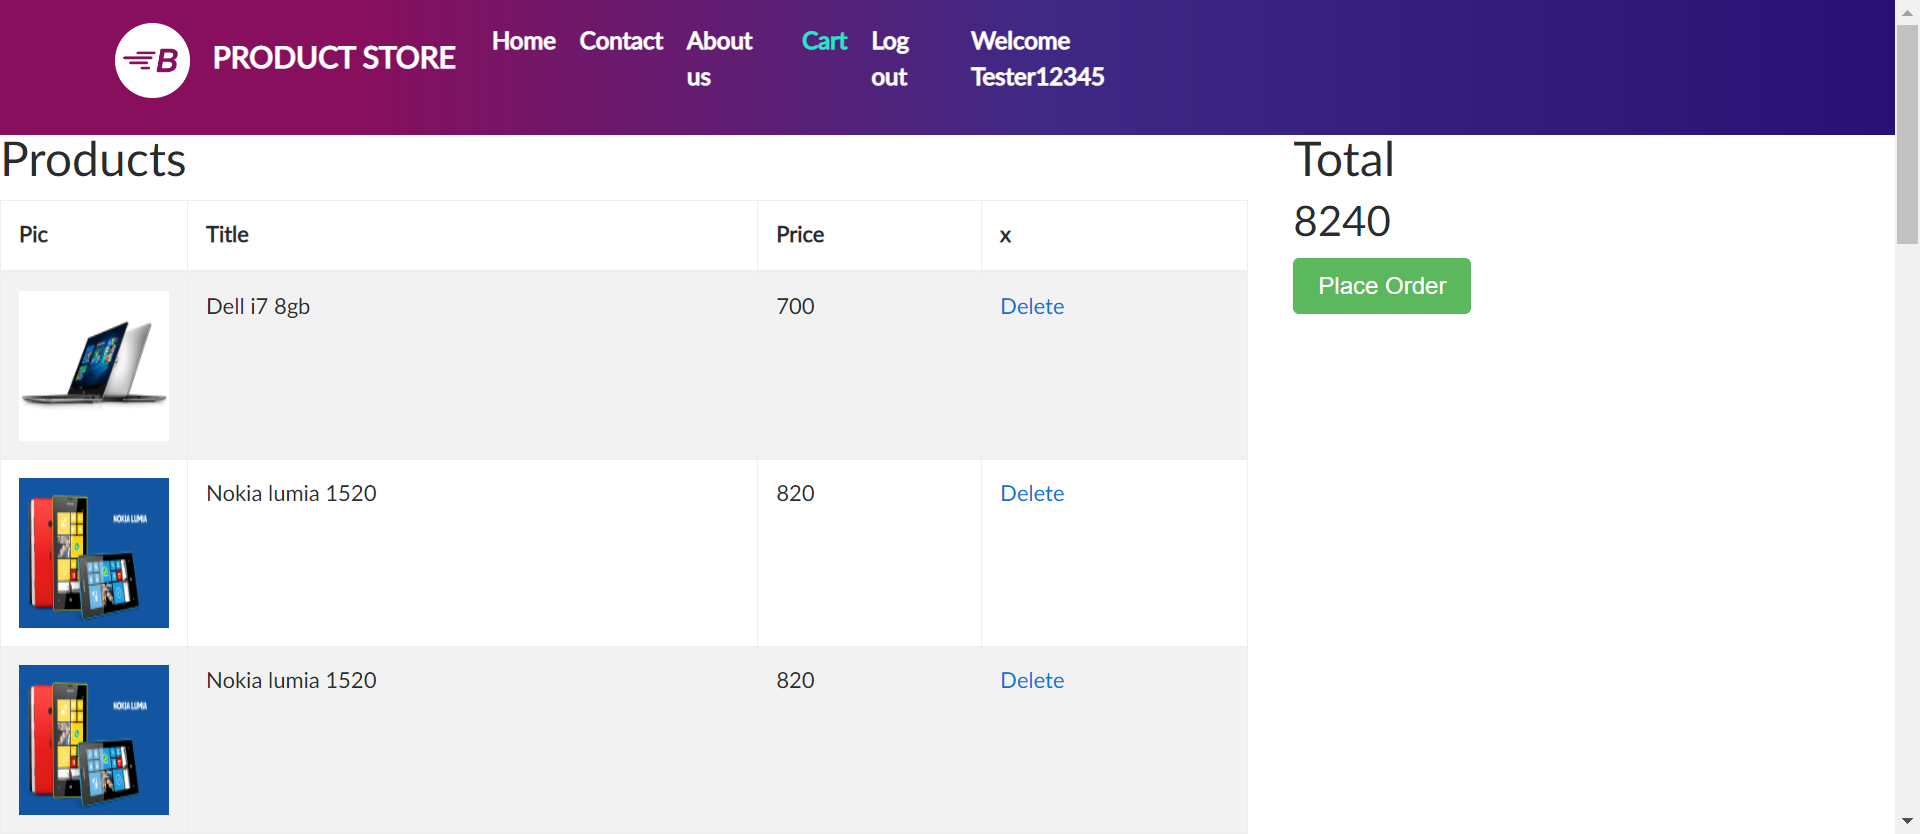 B PRODUCT STORE Home Contact About us Cart Log out Welcome Tester12345
Products
Total
8240
Place Order
Pic Title Price x
Dell i7 8gb 700 Delete
Nokia lumia 1520 820 Delete
NOKIA LUMIA
Nokia lumia 1520 820 Delete
NOKIA LUMIA